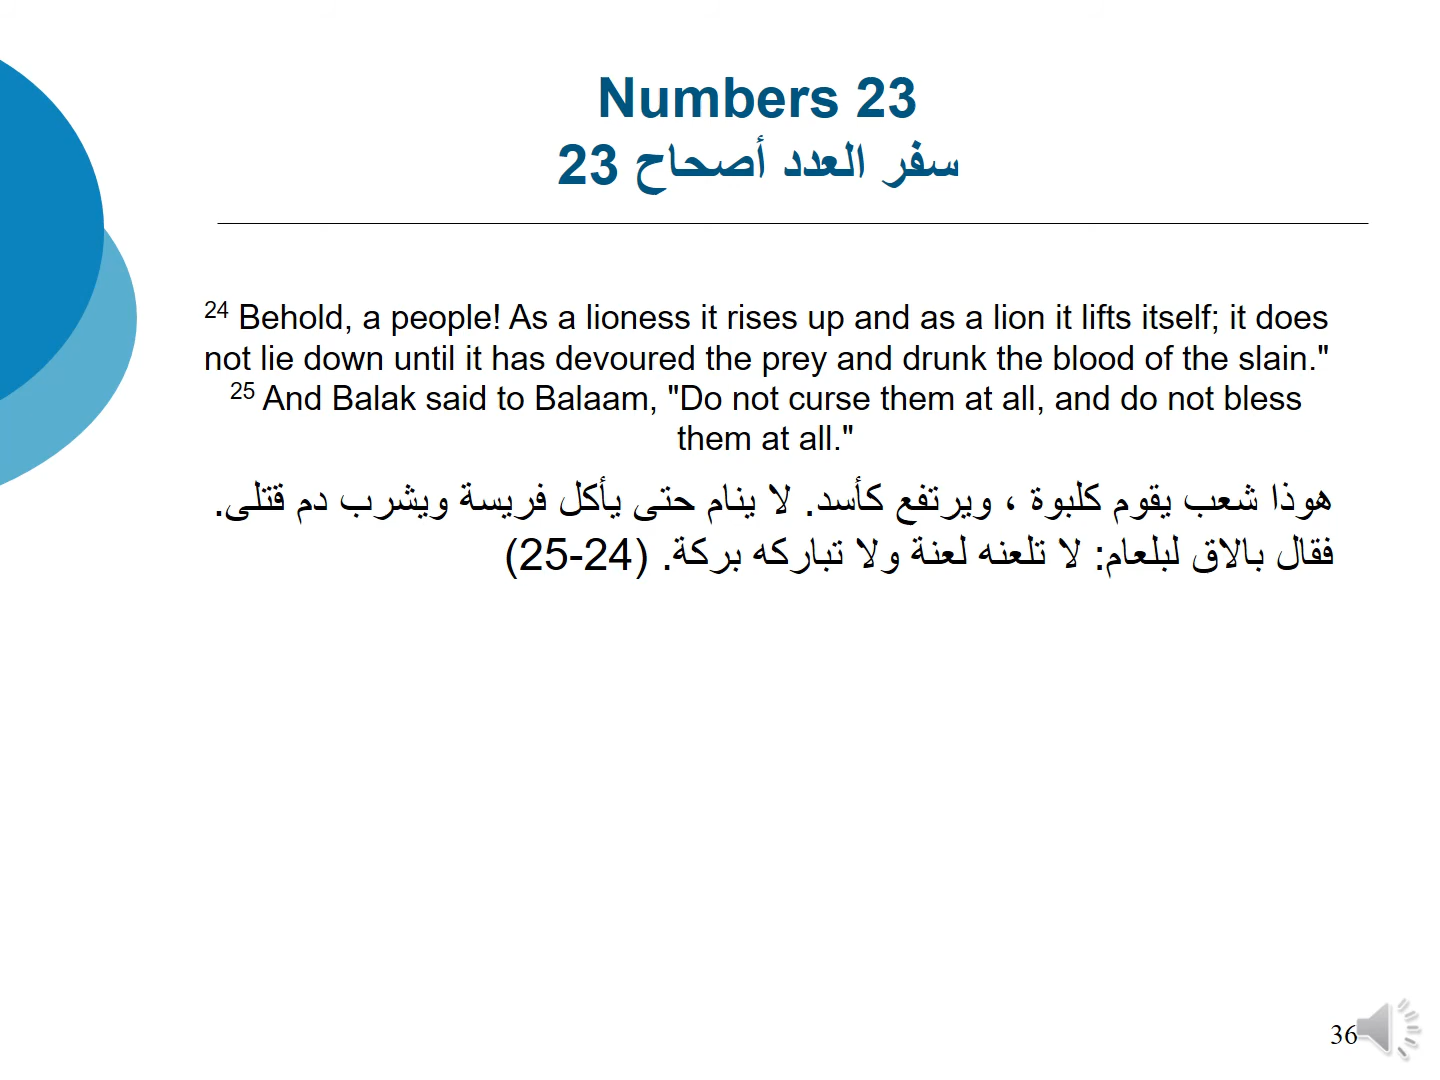 Numbers 23
سفر العدد أصحاح 23
24 Behold, a people! As a lioness it rises up and as a lion it lifts itself; it does
not lie down until it has devoured the prey and drunk the blood of the slain."
25 And Balak said to Balaam, "Do not curse them at all, and do not bless
them at all."
هوذا شعب يقوم كلبوة ، ويرتفع كأسد. لا ينام حتى يأكل فريسة ويشرب دم قتلى.
فقال بالاق لبلعام: لا تلعنه لعنة ولا تباركه بركة. (24-25)
36